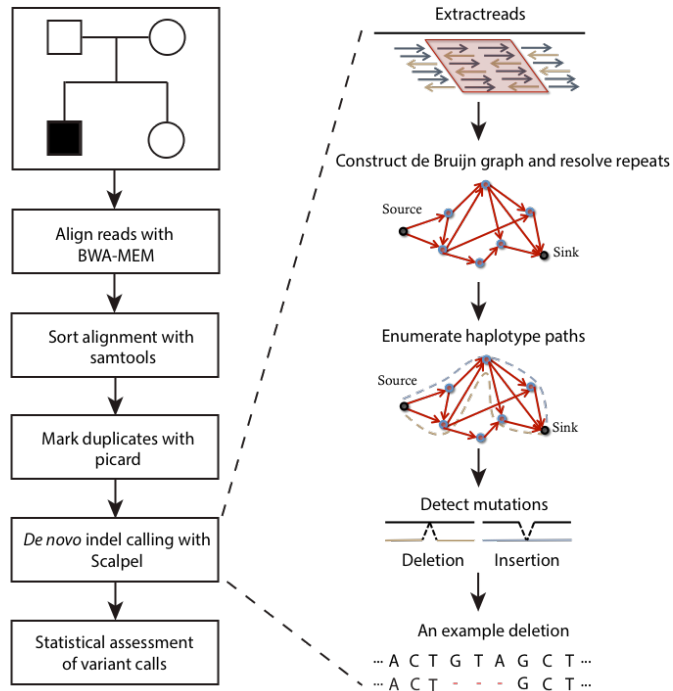 Align reads with
BWA-MEM
Sort alignment with
samtools
Mark duplicates with
picard
De novo indel calling with
Scalpel
Statistical assessment
of variant calls
Extractreads
Construct de Bruijn graph and resolve repeats
Source
Sink
Enumerate haplotype paths
Source
Sink
Detect mutations
Deletion
Insertion
An example deletion
··· A C T G T A G C T ···
··· A C T - - - G C T ···